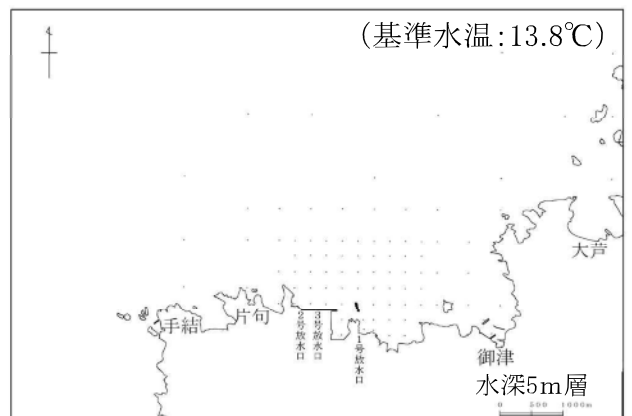 (基準水温:13.8℃)
大芦
手結
片句
2号放水口
3号放水口
1号放水口
御津
水深5m層
0 500 1000m